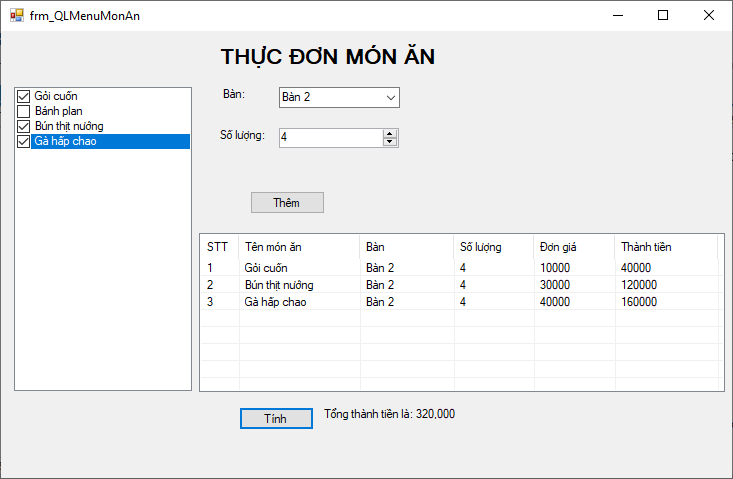 frm_QLMenuMonAn
THỰC ĐƠN MÓN ĂN
Gỏi cuốn
Bánh plan
Bún thịt nướng
Gà hấp chao
Bàn: Bàn 2
Số lượng: 4
Thêm
STT Tên món ăn Bàn Số lượng Đơn giá Thành tiền
1 Gỏi cuốn Bàn 2 4 10000 40000
2 Bún thịt nướng Bàn 2 4 30000 120000
3 Gà hấp chao Bàn 2 4 40000 160000
Tính Tổng thành tiền là: 320,000